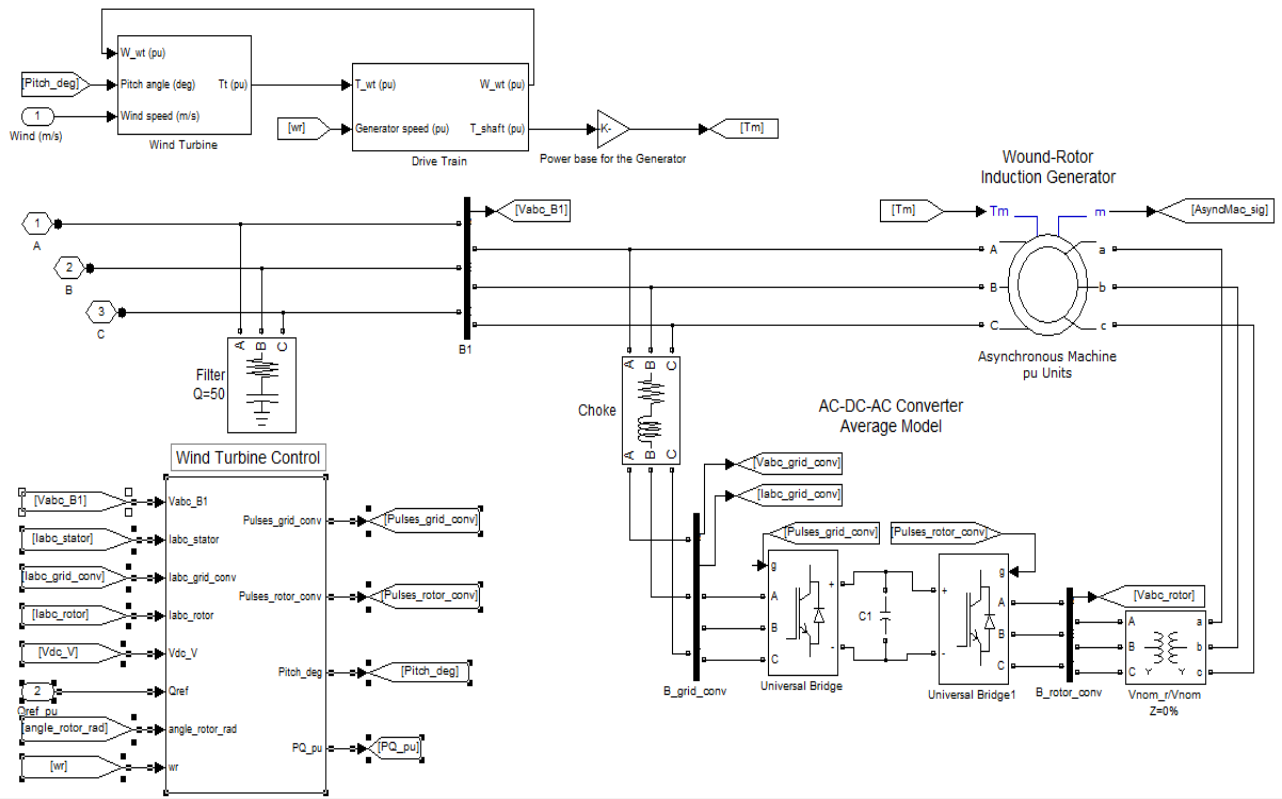 W_wt (pu)
[Pitch_deg]
Pitch angle (deg)
Tt (pu)
1
Wind speed (m/s)
Wind (m/s)
Wind Turbine
T_wt (pu)
W_wt (pu)
[wr]
Generator speed (pu)
T_shaft (pu)
Drive Train
K-
Power base for the Generator
[Tm]
Wound-Rotor
Induction Generator
1
A
2
B
3
C
[Vabc_B1]
B1
[Tm]
Tm
m
[AsyncMac_sig]
A
a
B
b
C
c
Asynchronous Machine
pu Units
A
B
C
Filter
Q=50
A
B
C
Choke
A
B
C
AC-DC-AC Converter
Average Model
Wind Turbine Control
[Vabc_B1]
Vabc_B1
[Iabc_stator]
Iabc_stator
[Iabc_grid_conv]
Iabc_grid_conv
[Iabc_rotor]
Iabc_rotor
[Vdc_V]
Vdc_V
2
Qref
Qref_pu
[angle_rotor_rad]
angle_rotor_rad
[wr]
wr
Pulses_grid_conv
[Pulses_grid_conv]
Pulses_rotor_conv
[Pulses_rotor_conv]
Pitch_deg
[Pitch_deg]
PQ_pu
[PQ_pu]
[Vabc_grid_conv]
[Iabc_grid_conv]
B_grid_conv
[Pulses_grid_conv]
g
A
B
C
+
-
Universal Bridge
C1
[Pulses_rotor_conv]
g
+
-
A
B
C
Universal Bridge1
[Vabc_rotor]
B_rotor_conv
A
a
B
b
C
Y
Y
c
Vnom_r/Vnom
Z=0%